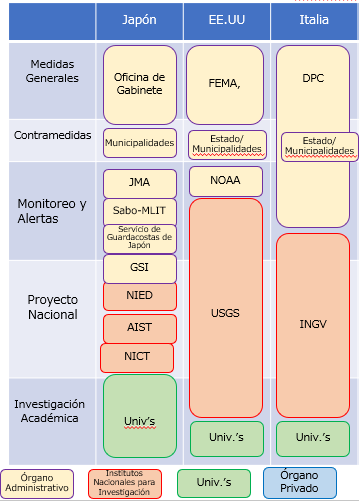 Japón EE.UU Italia
Medidas
Generales
Oficina de
Gabinete
FEMA,
DPC
Contramedidas
Municipalidades
Estado/
Municipalidades
Estado/
Municipalidades
Monitoreo y
Alertas
JMA
NOAA
Sabo-MLIT
Servicio de
Guardacostas de
Japón
GSI
Proyecto
Nacional
NIED
AIST
NICT
USGS
INGV
Investigación
Académica
Univ's
Univ.'s
Univ.'s
Órgano
Administrativo
Institutos
Nacionales para
Investigación
Univ.'s
Órgano
Privado